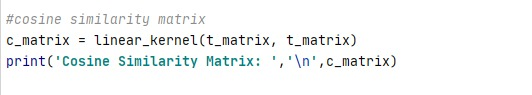 #cosine similarity matrix
c_matrix = linear_kernel(t_matrix, t_matrix)
print('Cosine Similarity Matrix: ','\n',c_matrix)